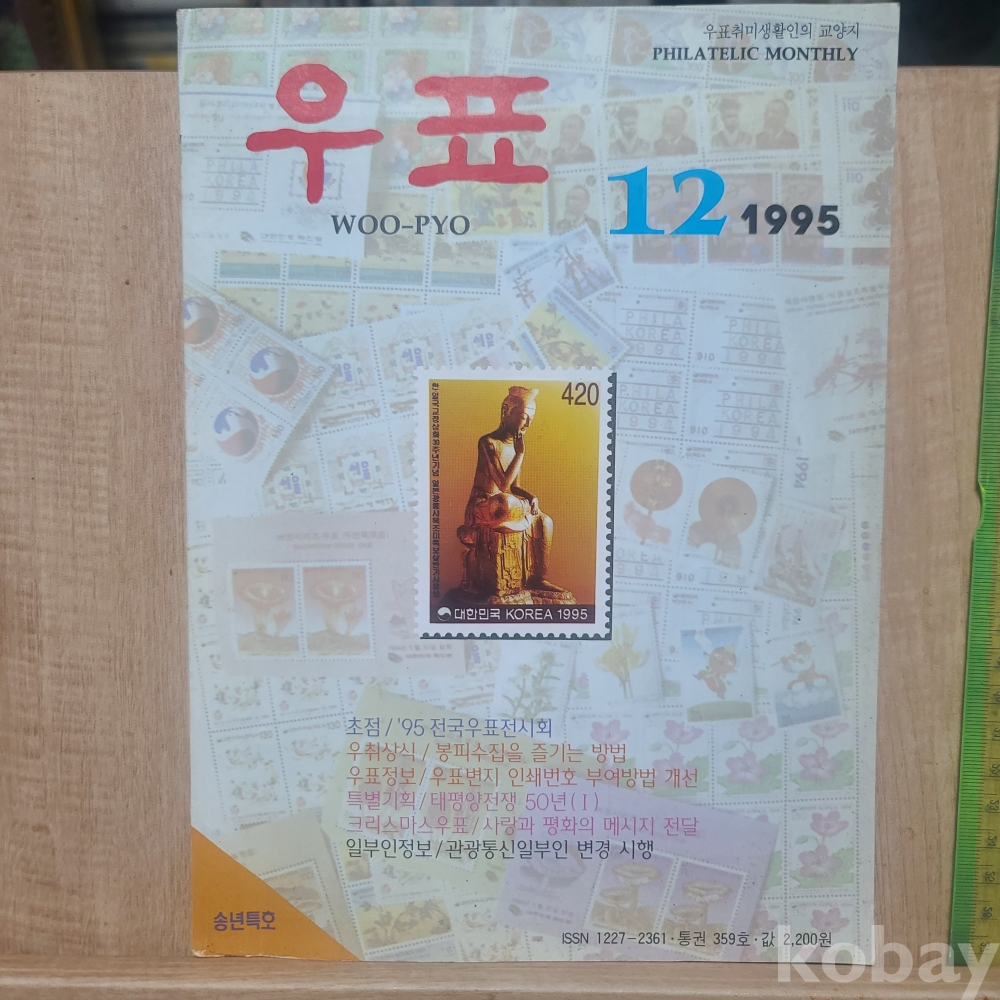 우표취미생활인의 교양지
PHILATELIC MONTHLY
우표
WOO-PYO
12 1995
PHILA
KOREA
1994
420
대한민국 KOREA 1995
초점/'95 전국우표전시회
우취상식/봉피수집을 즐기는 방법
우표정보/우표변지 인쇄번호 부여방법 개선
특별기획/태평양전쟁 50년(I)
크리스마스우표/사랑과 평화의 메시지 전달
일부인정보/관광통신일부인 변경 시행
송년특호
ISSN 1227-2361·통권 359호·값 2,200원
kobay